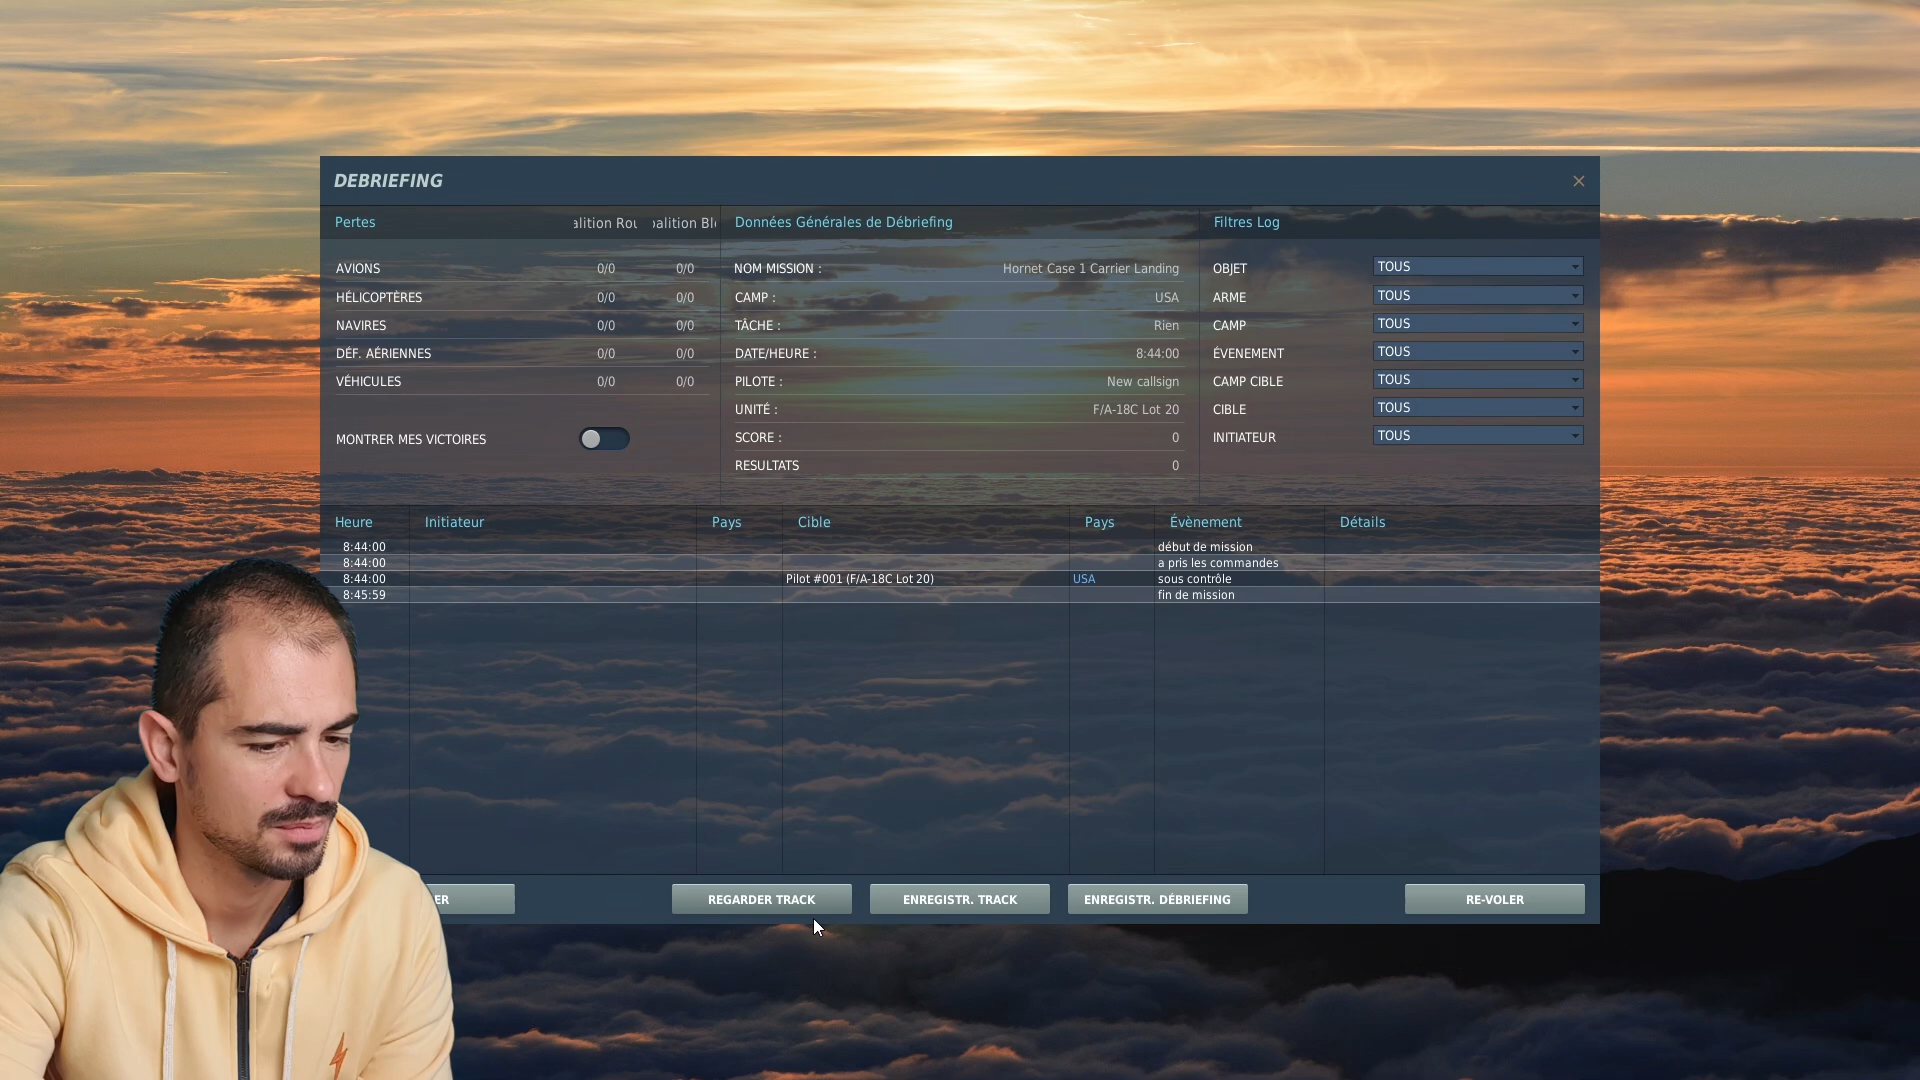 DEBRIEFING
Pertes
alition Rou
oalition Ble
Données Générales de Débriefing
Filtres Log
AVIONS 0/0 0/0
HÉLICOPTÈRES 0/0 0/0
NAVIRES 0/0 0/0
DÉF. AÉRIENNES 0/0 0/0
VÉHICULES 0/0 0/0
MONTRER MES VICTOIRES
NOM MISSION : Hornet Case 1 Carrier Landing
CAMP : USA
TÂCHE : Rien
DATE/HEURE : 8:44:00
PILOTE : New callsign
UNITÉ : F/A-18C Lot 20
SCORE : 0
RESULTATS 0
OBJET TOUS
ARME TOUS
CAMP TOUS
ÉVENEMENT TOUS
CAMP CIBLE TOUS
CIBLE TOUS
INITIATEUR TOUS
Heure Initiateur Pays Cible Pays Évènement Détails
8:44:00 début de mission
8:44:00 a pris les commandes
8:44:00 Pilot #001 (F/A-18C Lot 20) USA sous contrôle
8:45:59 fin de mission
ER
REGARDER TRACK
ENREGISTR. TRACK
ENREGISTR. DÉBRIEFING
RE-VOLER